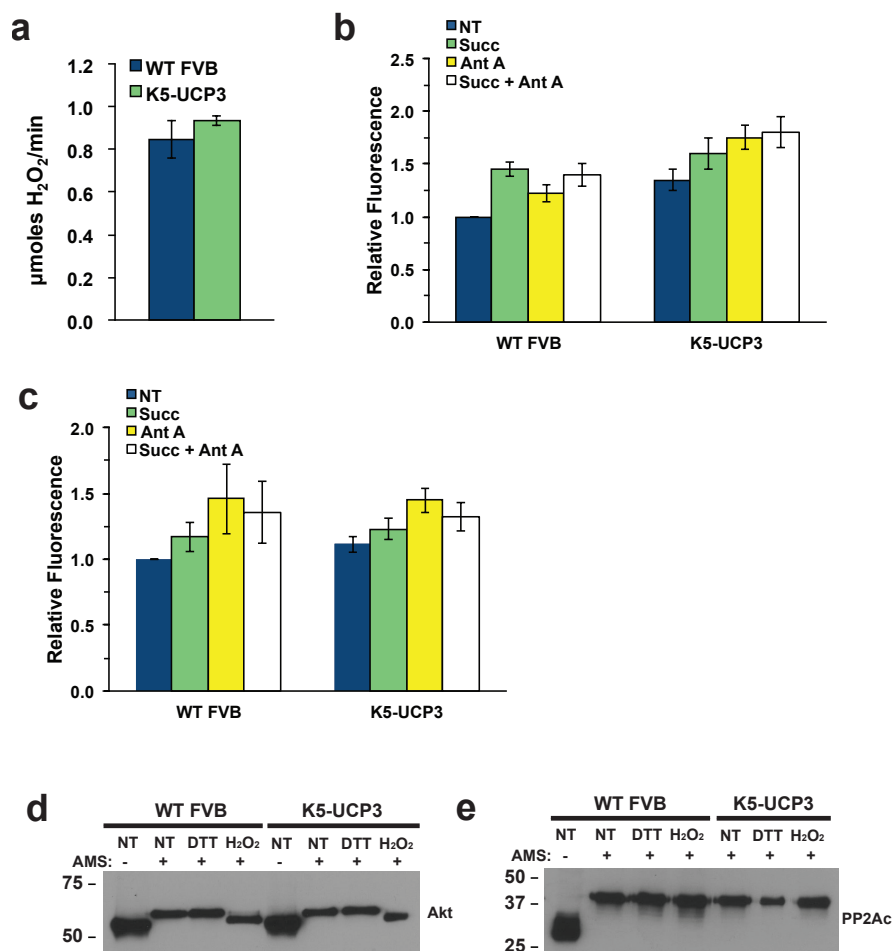 a
WT FVB
K5-UCP3
µmoles H₂O₂/min
1.2
1.0
0.8
0.6
0.4
0.2
0.0
b
NT
Succ
Ant A
Succ + Ant A
Relative Fluorescence
2.5
2.0
1.5
1.0
0.5
0.0
WT FVB K5-UCP3
c
NT
Succ
Ant A
Succ + Ant A
Relative Fluorescence
2.0
1.5
1.0
0.5
0.0
WT FVB K5-UCP3
d
WT FVB K5-UCP3
NT NT DTT H₂O₂ NT NT DTT H₂O₂
AMS: - + + + - + + +
75 –
50 –
Akt
e
WT FVB K5-UCP3
NT NT DTT H₂O₂ NT DTT H₂O₂
AMS: - + + + + + +
50 –
37 –
25 –
PP2Ac